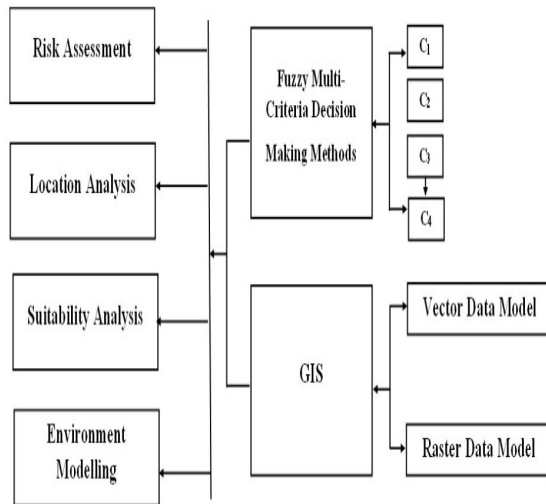 Risk Assessment
Location Analysis
Suitability Analysis
Environment
Modelling
Fuzzy Multi-
Criteria Decision
Making Methods
GIS
C₁
C₂
C₃
C₄
Vector Data Model
Raster Data Model